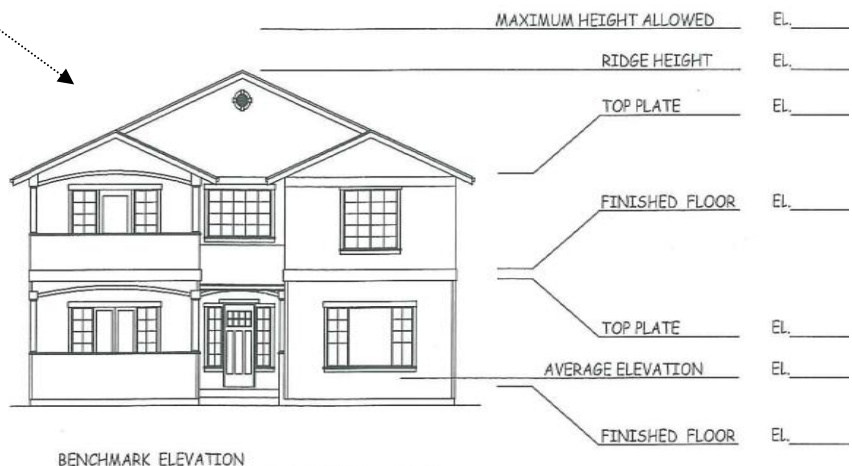 MAXIMUM HEIGHT ALLOWED EL.
RIDGE HEIGHT EL.
TOP PLATE EL.
FINISHED FLOOR EL.
TOP PLATE EL.
AVERAGE ELEVATION EL.
FINISHED FLOOR EL.
BENCHMARK ELEVATION